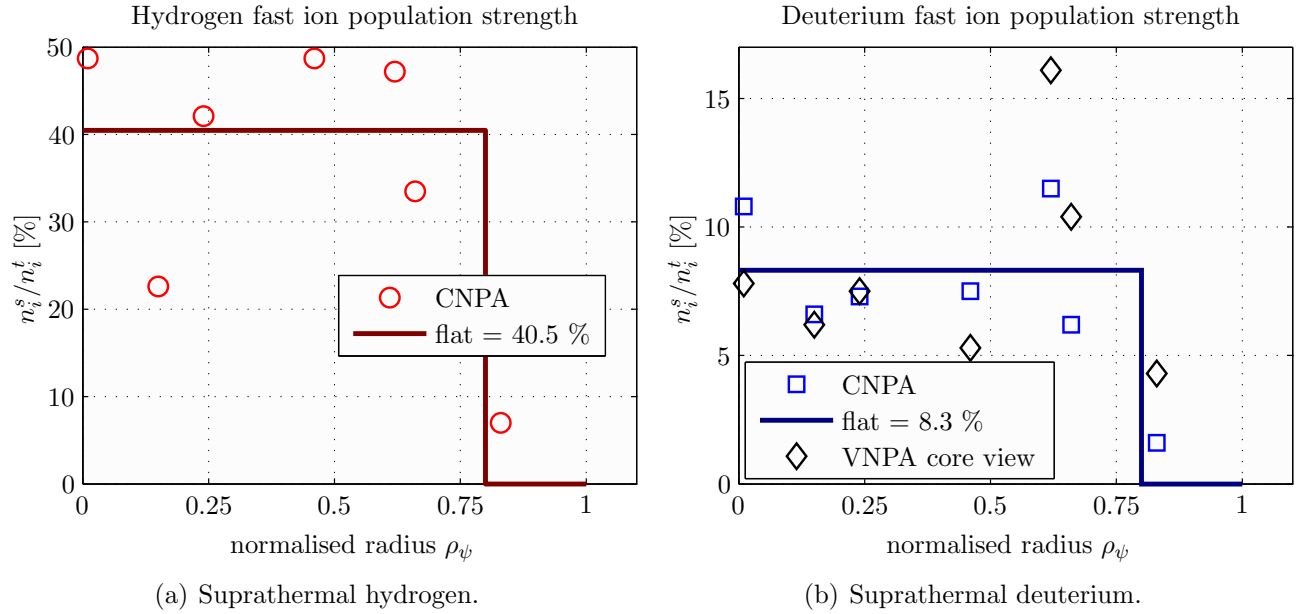 Hydrogen fast ion population strength
50
40
30
20
10
0
n_i^s/n_i^t [%]
CNPA
flat = 40.5 %
0
0.25
0.5
0.75
1
normalised radius ρ_ψ
(a) Suprathermal hydrogen.
Deuterium fast ion population strength
15
10
5
0
n_i^s/n_i^t [%]
CNPA
flat = 8.3 %
VNPA core view
0
0.25
0.5
0.75
1
normalised radius ρ_ψ
(b) Suprathermal deuterium.